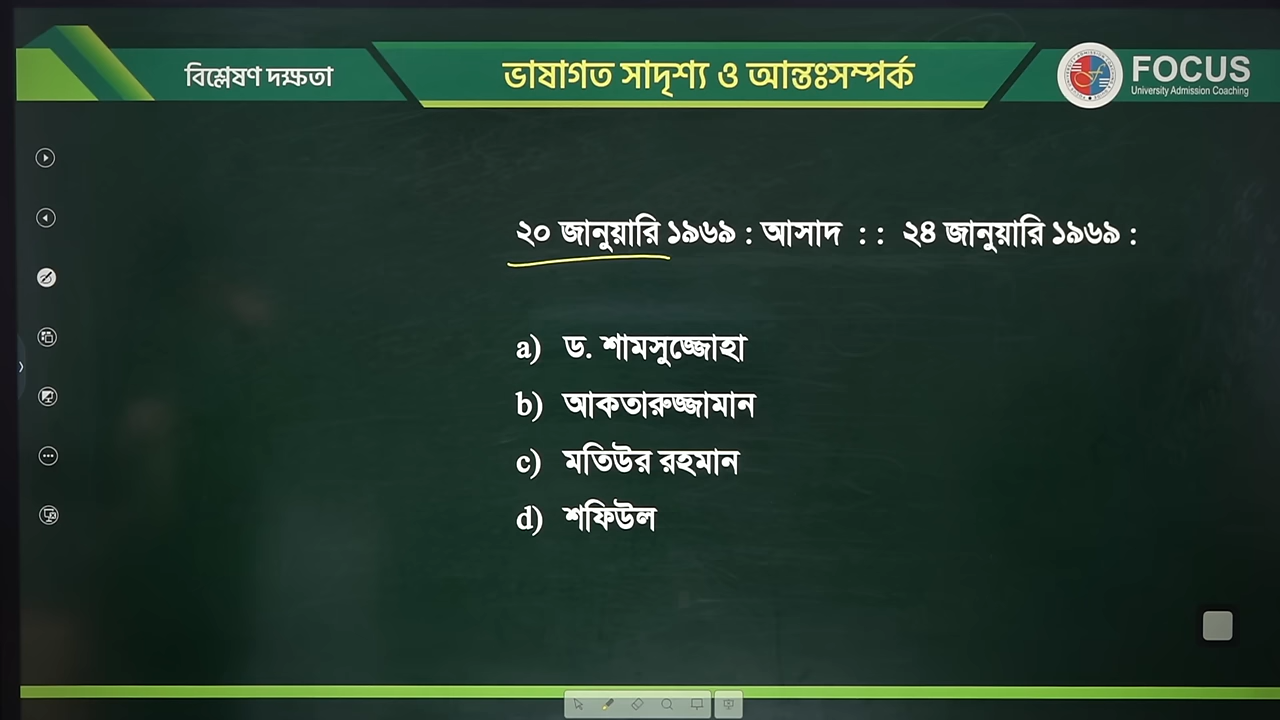 বিশ্লেষণ দক্ষতা
ভাষাগত সাদৃশ্য ও আন্তঃসম্পর্ক
FOCUS
University Admission Coaching
২০ জানুয়ারি ১৯৬৯ : আসাদ : : ২৪ জানুয়ারি ১৯৬৯ :
a) ড. শামসুজ্জোহা
b) আকতারুজ্জামান
c) মতিউর রহমান
d) শফিউল